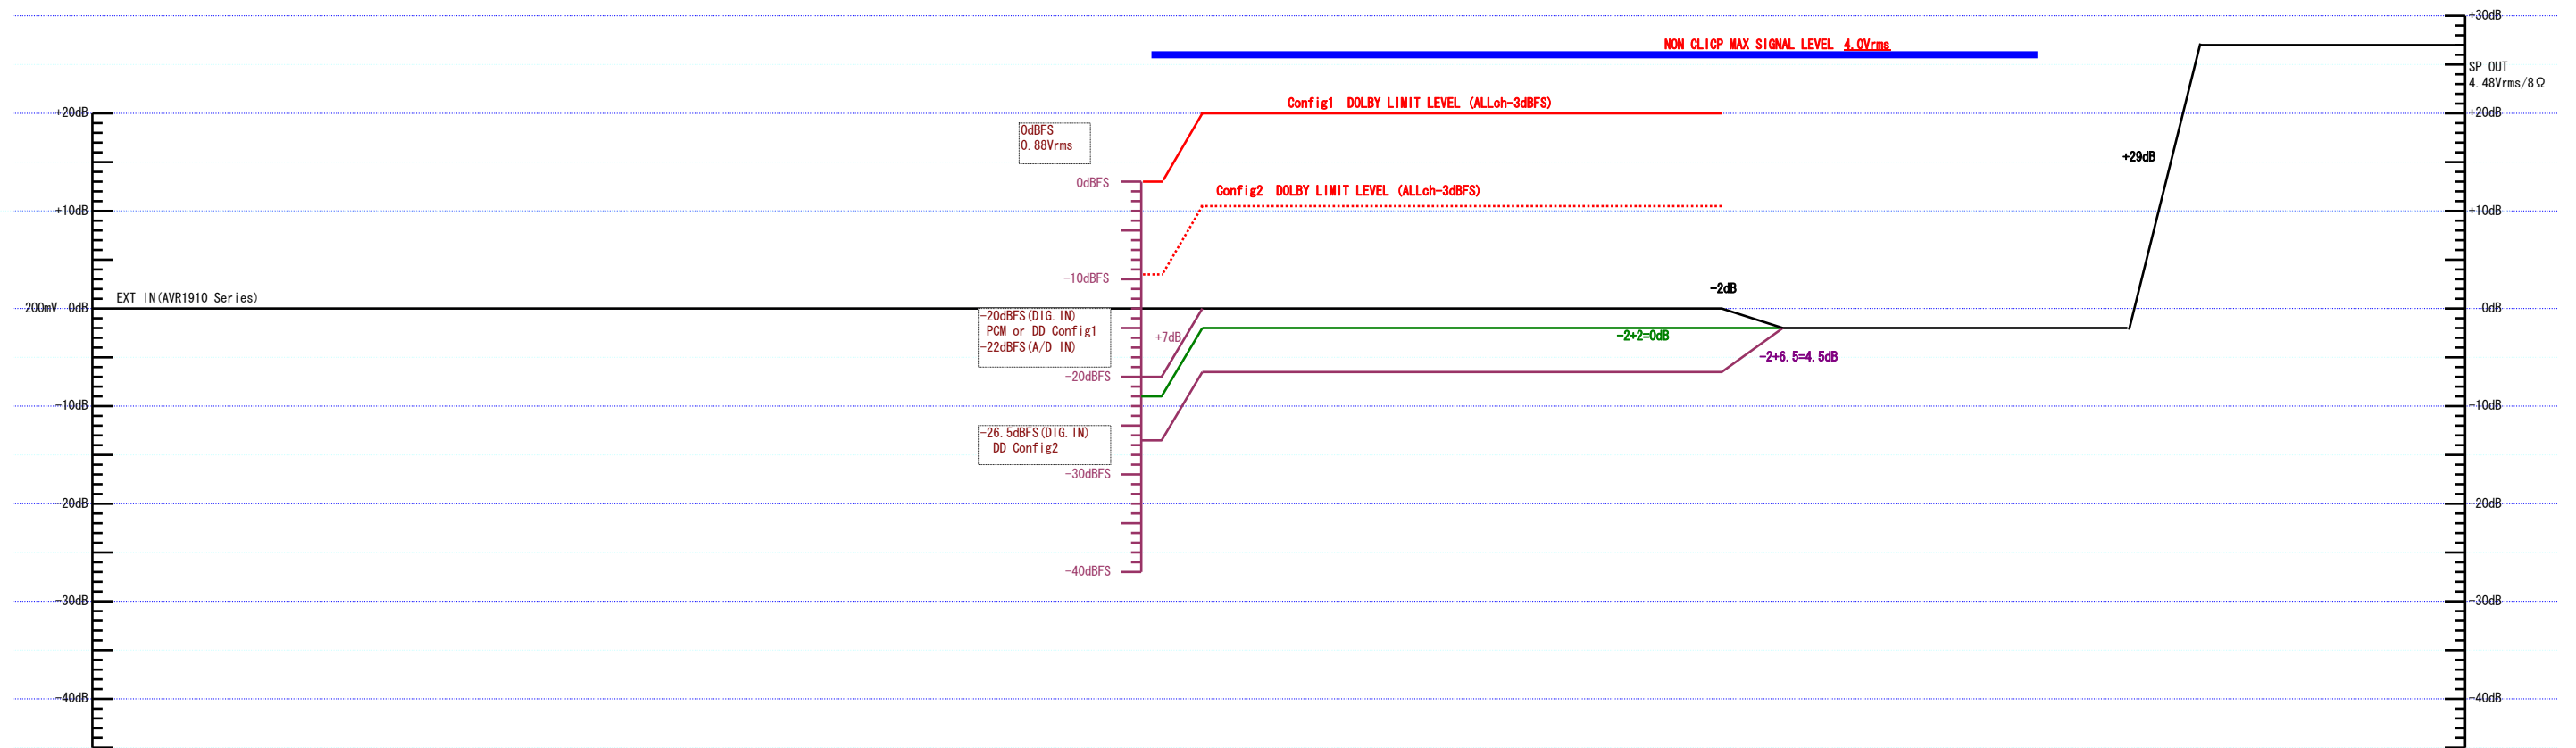 +30dB
NON CLICP MAX SIGNAL LEVEL 4.0Vrms
SP OUT
4.48Vrms/8Ω
Config1 DOLBY LIMIT LEVEL (ALLch-3dBFS)
+20dB
+20dB
0dBFS
0.88Vrms
+29dB
0dBFS
Config2 DOLBY LIMIT LEVEL (ALLch-3dBFS)
+10dB
+10dB
-10dBFS
-2dB
EXT IN(AVR1910 Series)
200mV 0dB
0dB
-20dBFS(DIG.IN)
PCM or DD Config1
-22dBFS(A/D IN)
+7dB
-2+2=0dB
-2+6.5=4.5dB
-20dBFS
-10dB
-10dB
-26.5dBFS(DIG.IN)
DD Config2
-30dBFS
-20dB
-20dB
-40dBFS
-30dB
-30dB
-40dB
-40dB